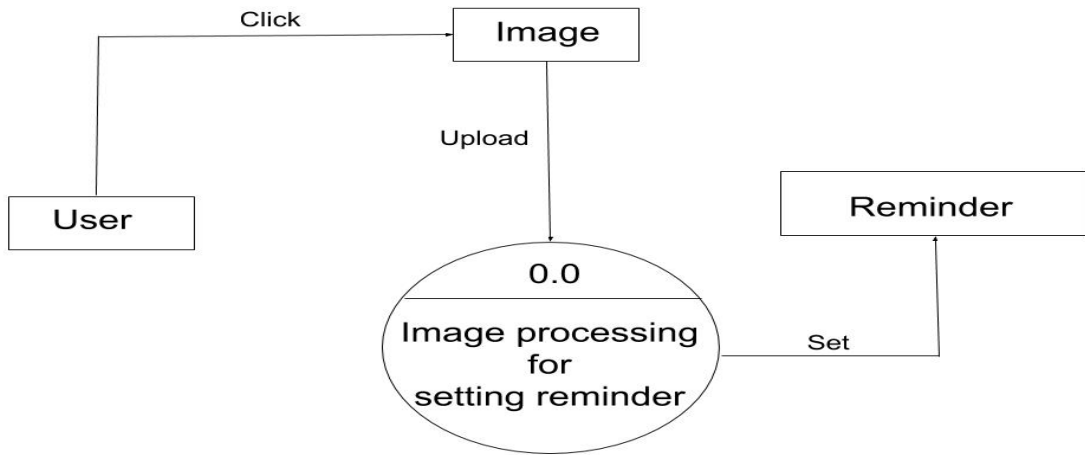 Click
Image
Upload
User
Reminder
0.0
Image processing
for
setting reminder
Set